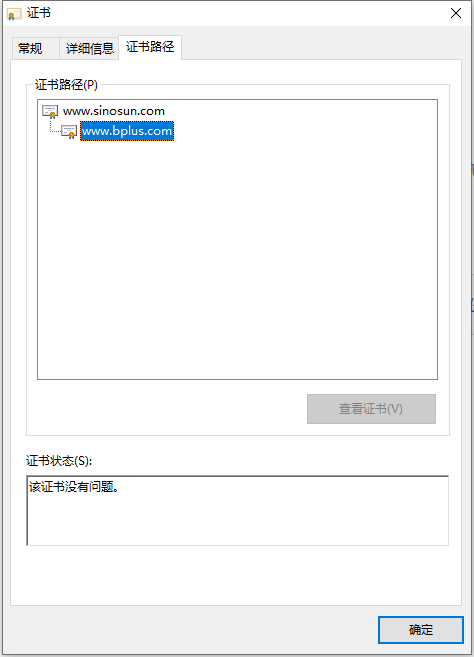 证书
常规 详细信息 证书路径
证书路径(P)
www.sinosun.com
www.bplus.com
查看证书(V)
证书状态(S):
该证书没有问题。
确定